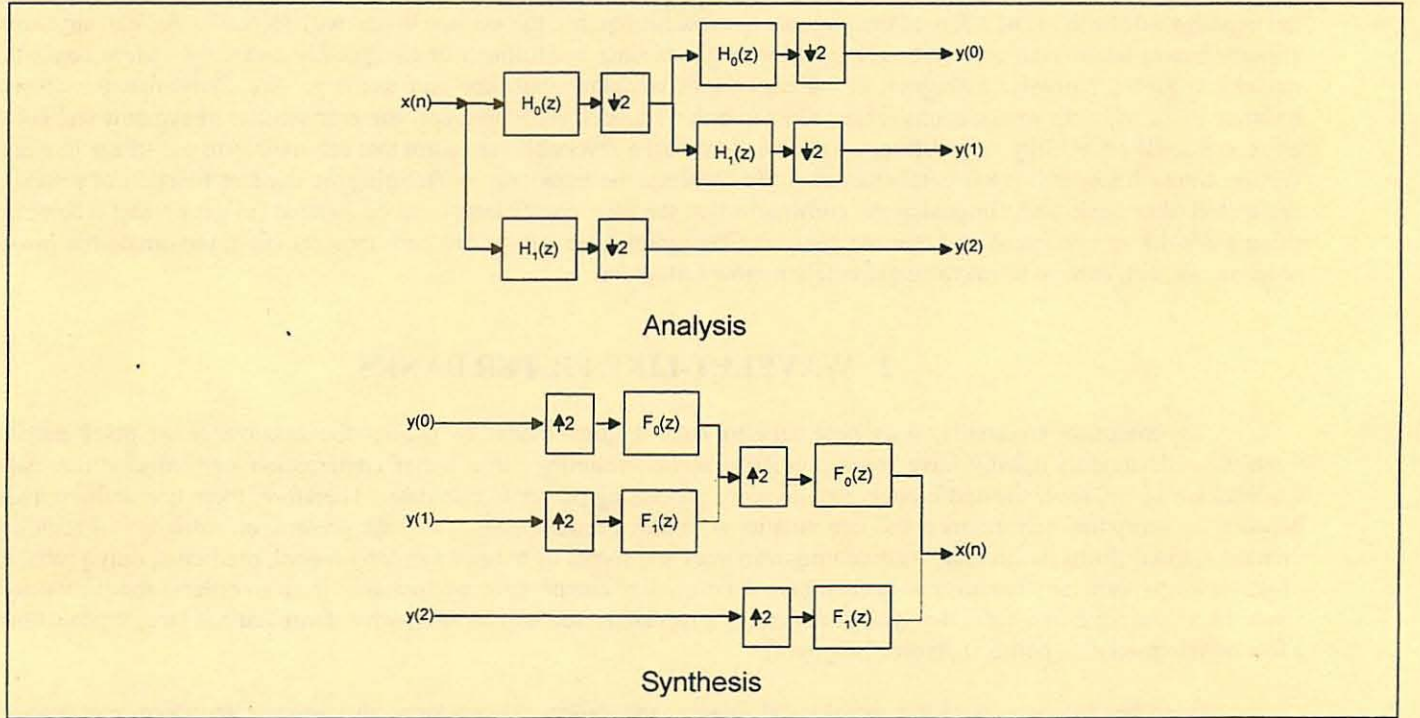 H₀(z) ↓2 y(0)
x(n) H₀(z) ↓2
H₁(z) ↓2 y(1)
H₁(z) ↓2 y(2)
Analysis
y(0) ↑2 F₀(z)
↑2 F₀(z)
y(1) ↑2 F₁(z)
x(n)
y(2) ↑2 F₁(z)
Synthesis